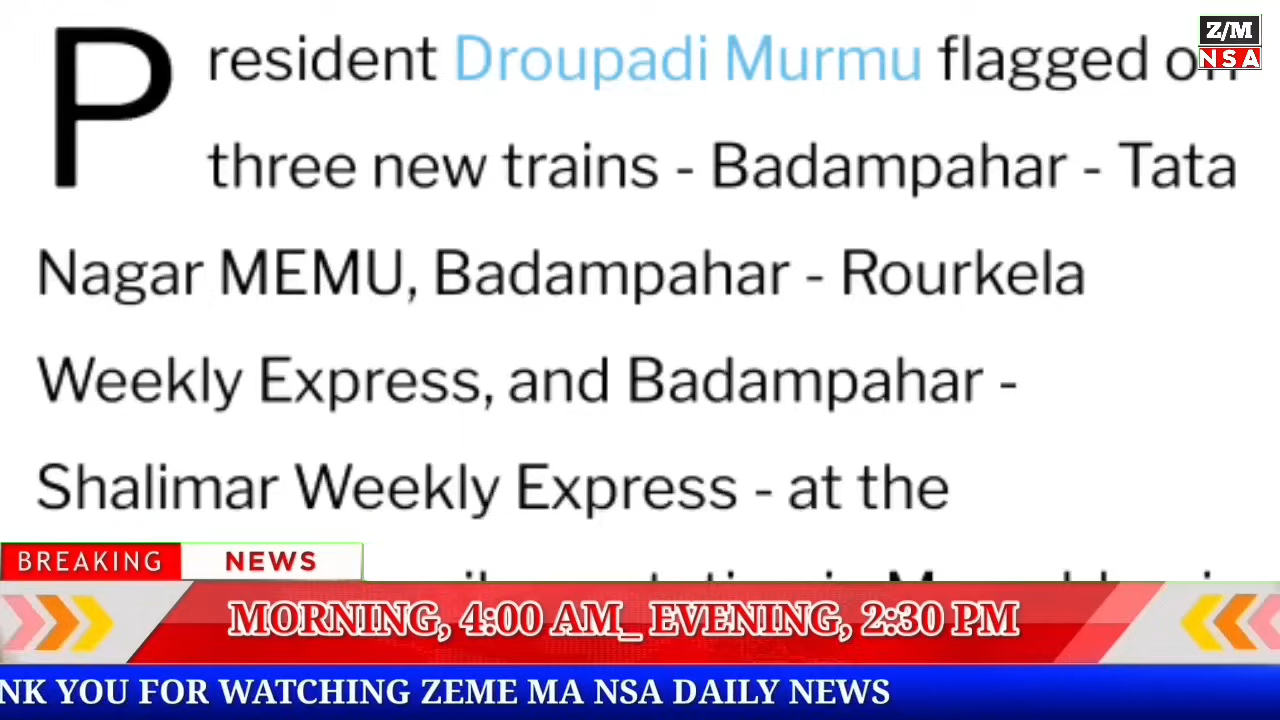 Z/M
NSA
President Droupadi Murmu flagged off
three new trains - Badampahar - Tata
Nagar MEMU, Badampahar - Rourkela
Weekly Express, and Badampahar -
Shalimar Weekly Express - at the
BREAKING NEWS
MORNING, 4:00 AM_ EVENING, 2:30 PM
NK YOU FOR WATCHING ZEME MA NSA DAILY NEWS